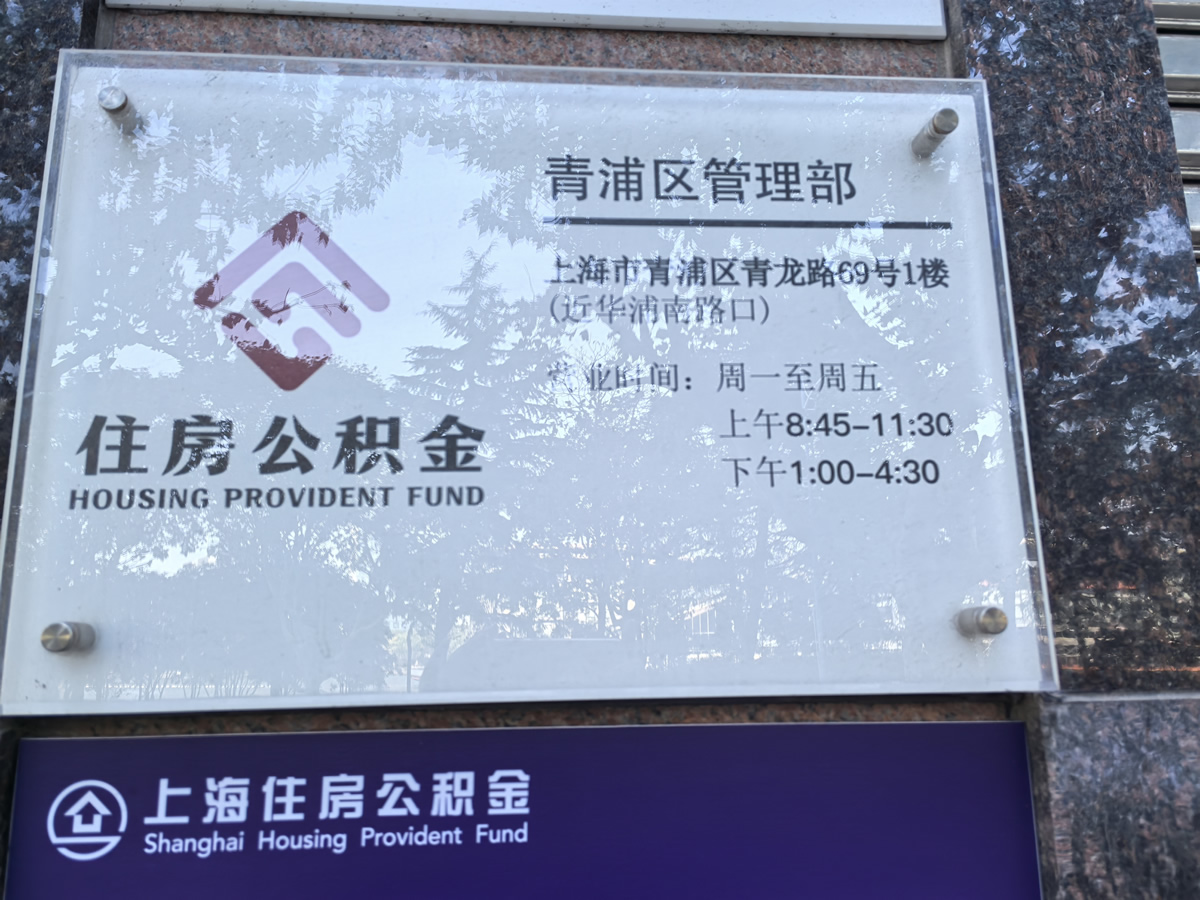 青浦区管理部
上海市青浦区青龙路69号1楼
(近华浦南路口)
营业时间：周一至周五
上午8:45-11:30
下午1:00-4:30
住房公积金
HOUSING PROVIDENT FUND
上海住房公积金
Shanghai Housing Provident Fund